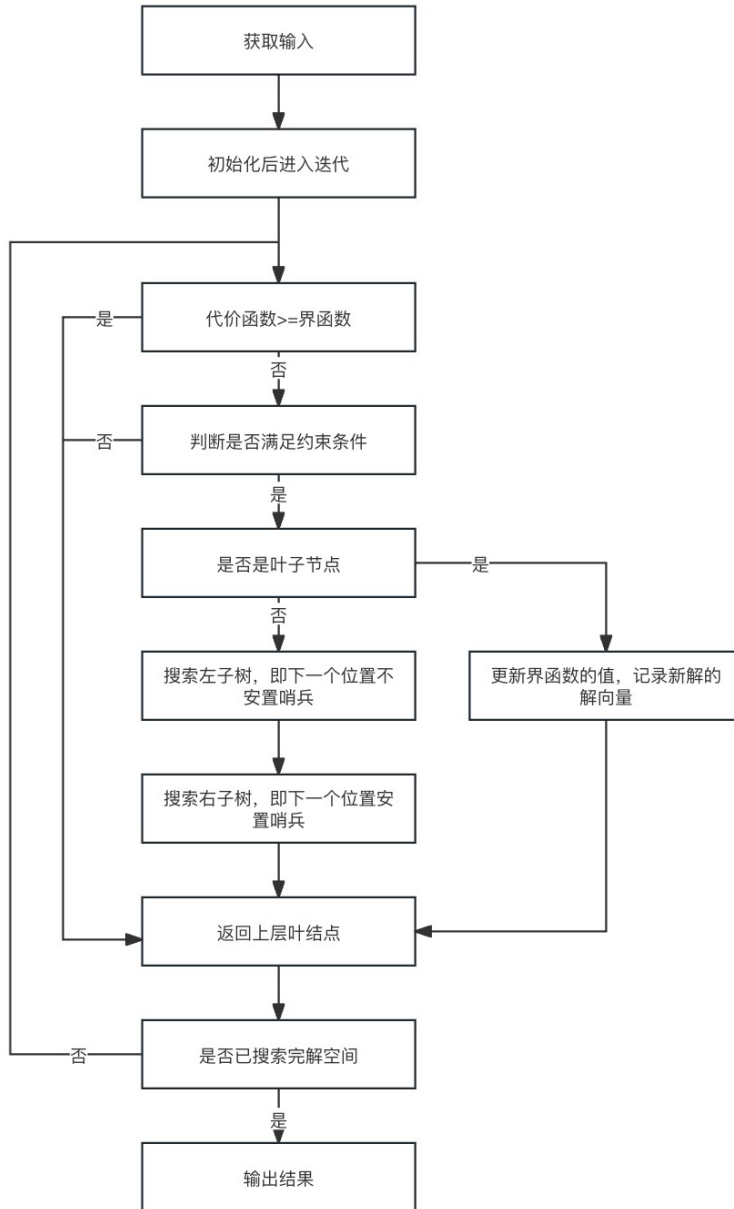 获取输入
初始化后进入迭代
代价函数>=界函数
是
否
判断是否满足约束条件
否
是
是否是叶子节点
是
否
搜索左子树，即下一个位置不
安置哨兵
更新界函数的值，记录新解的
解向量
搜索右子树，即下一个位置安
置哨兵
返回上层叶结点
是否已搜索完解空间
否
是
输出结果